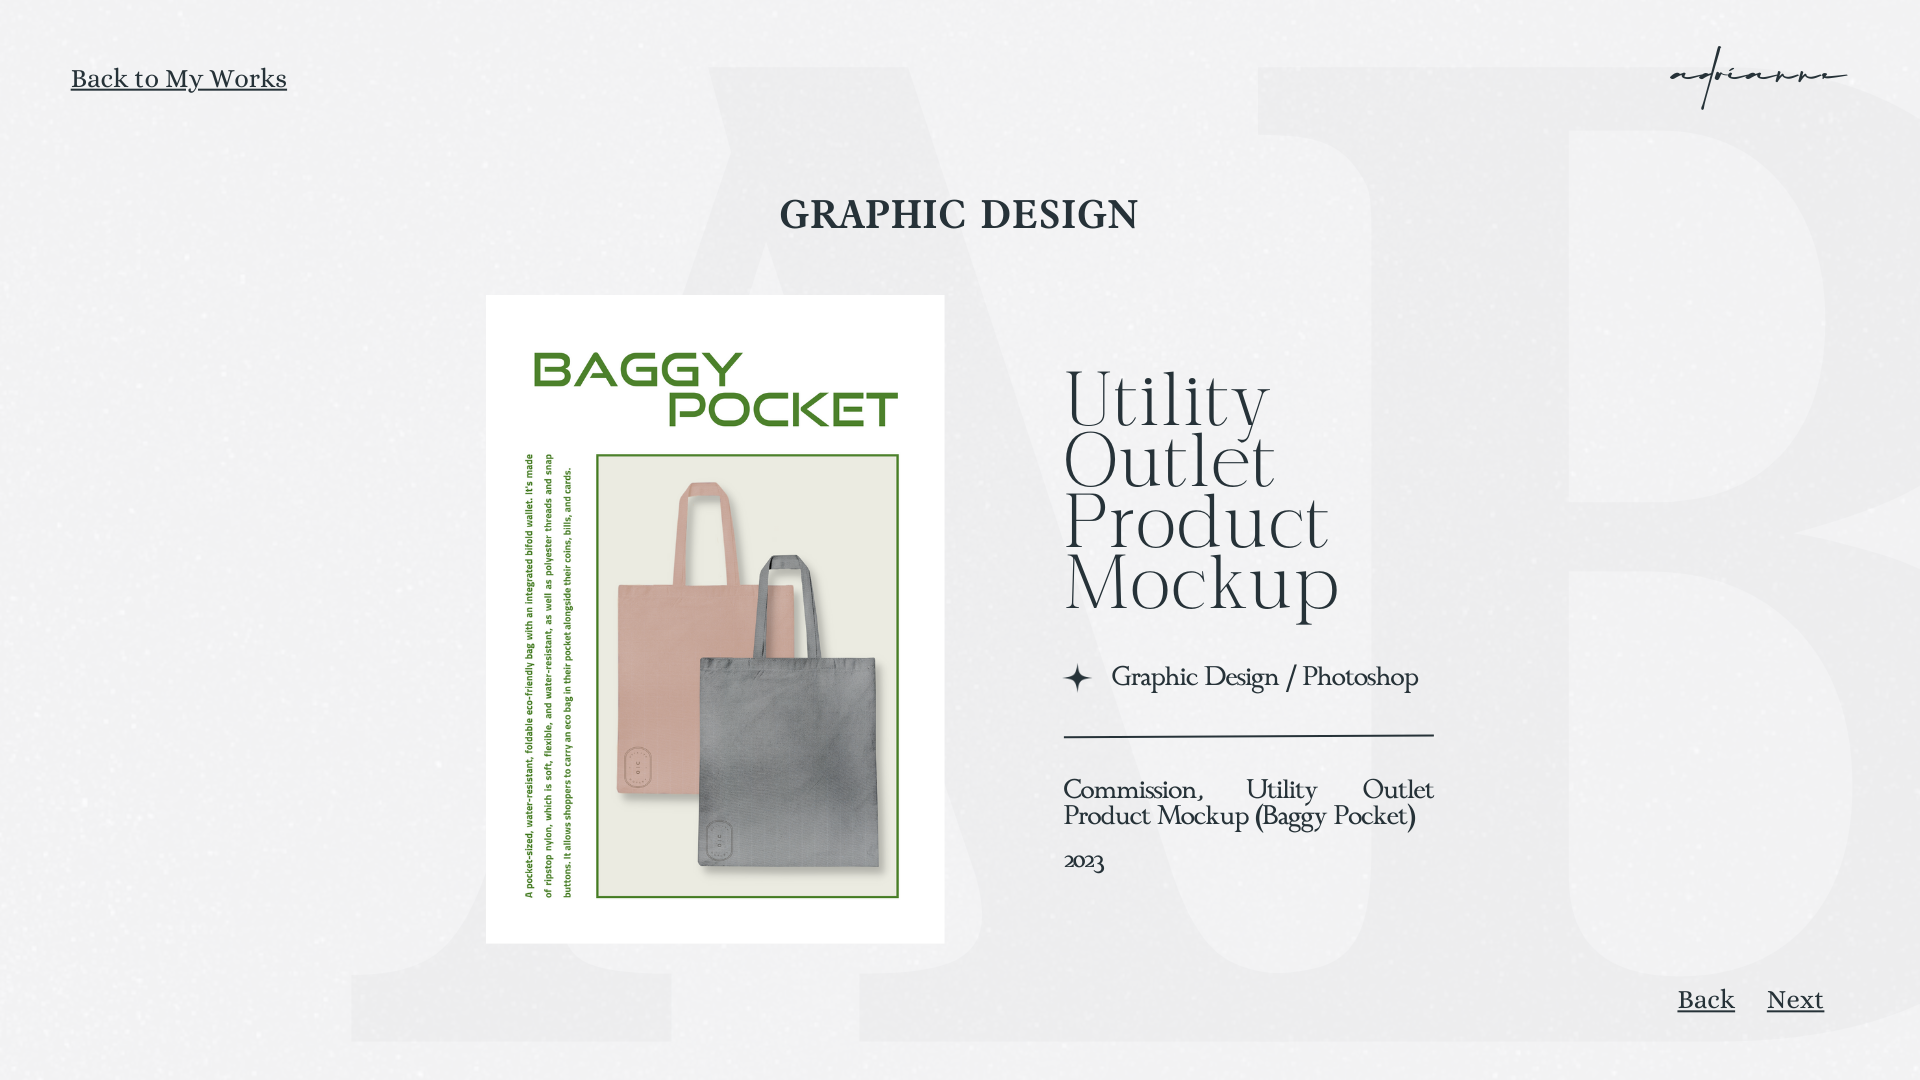 Back to My Works
adrianne
GRAPHIC DESIGN
BAGGY
POCKET
A pocket-sized, water-resistant, foldable eco-friendly bag with an integrated bifold wallet. It's made
of ripstop nylon, which is soft, flexible, and water-resistant, as well as polyester threads and snap
buttons. It allows shoppers to carry an eco bag in their pocket alongside their coins, bills, and cards.
Utility
Outlet
Product
Mockup
Graphic Design / Photoshop
Commission, Utility Outlet
Product Mockup (Baggy Pocket)
2023
Back Next
AB